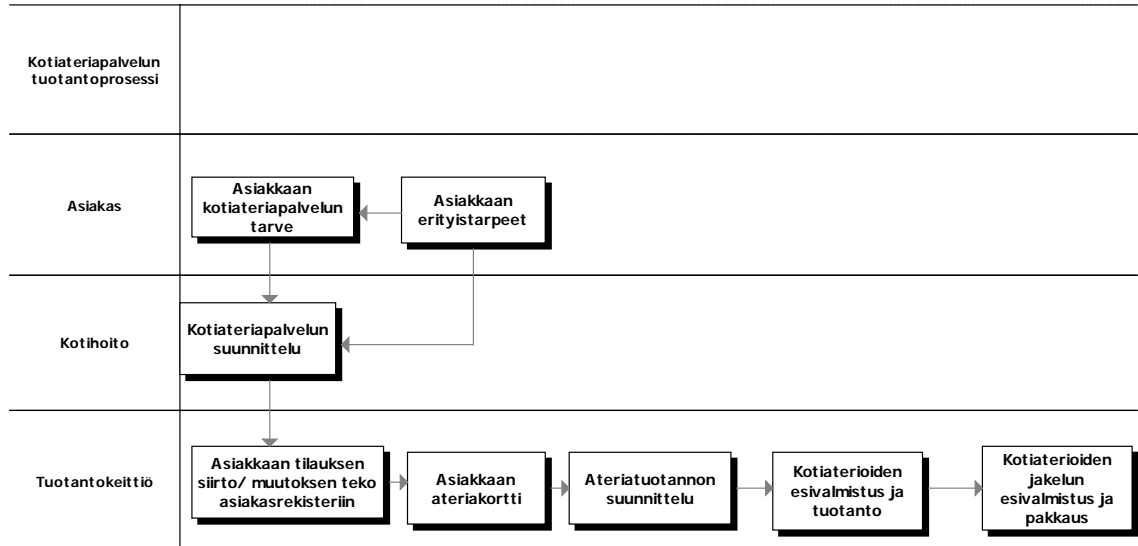 Kotiateriapalvelun
tuotantoprosessi
Asiakas
Asiakkaan
kotiateriapalvelun
tarve
Asiakkaan
erityistarpeet
Kotihoito
Kotiateriapalvelun
suunnittelu
Tuotantokeittiö
Asiakkaan tilauksen
siirto/ muutoksen teko
asiakasrekisteriin
Asiakkaan
ateriakortti
Ateriatuotannon
suunnittelu
Kotiaterioiden
esivalmistus ja
tuotanto
Kotiaterioiden
jakelun
esivalmistus ja
pakkaus